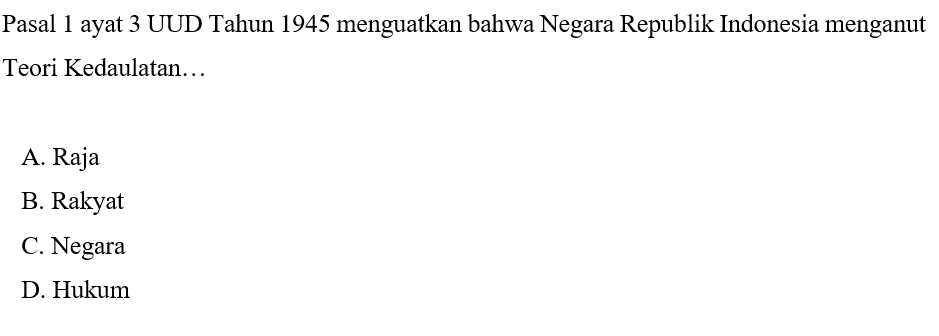 Pasal 1 ayat 3 UUD Tahun 1945 menguatkan bahwa Negara Republik Indonesia menganut
Teori Kedaulatan…
A. Raja
B. Rakyat
C. Negara
D. Hukum